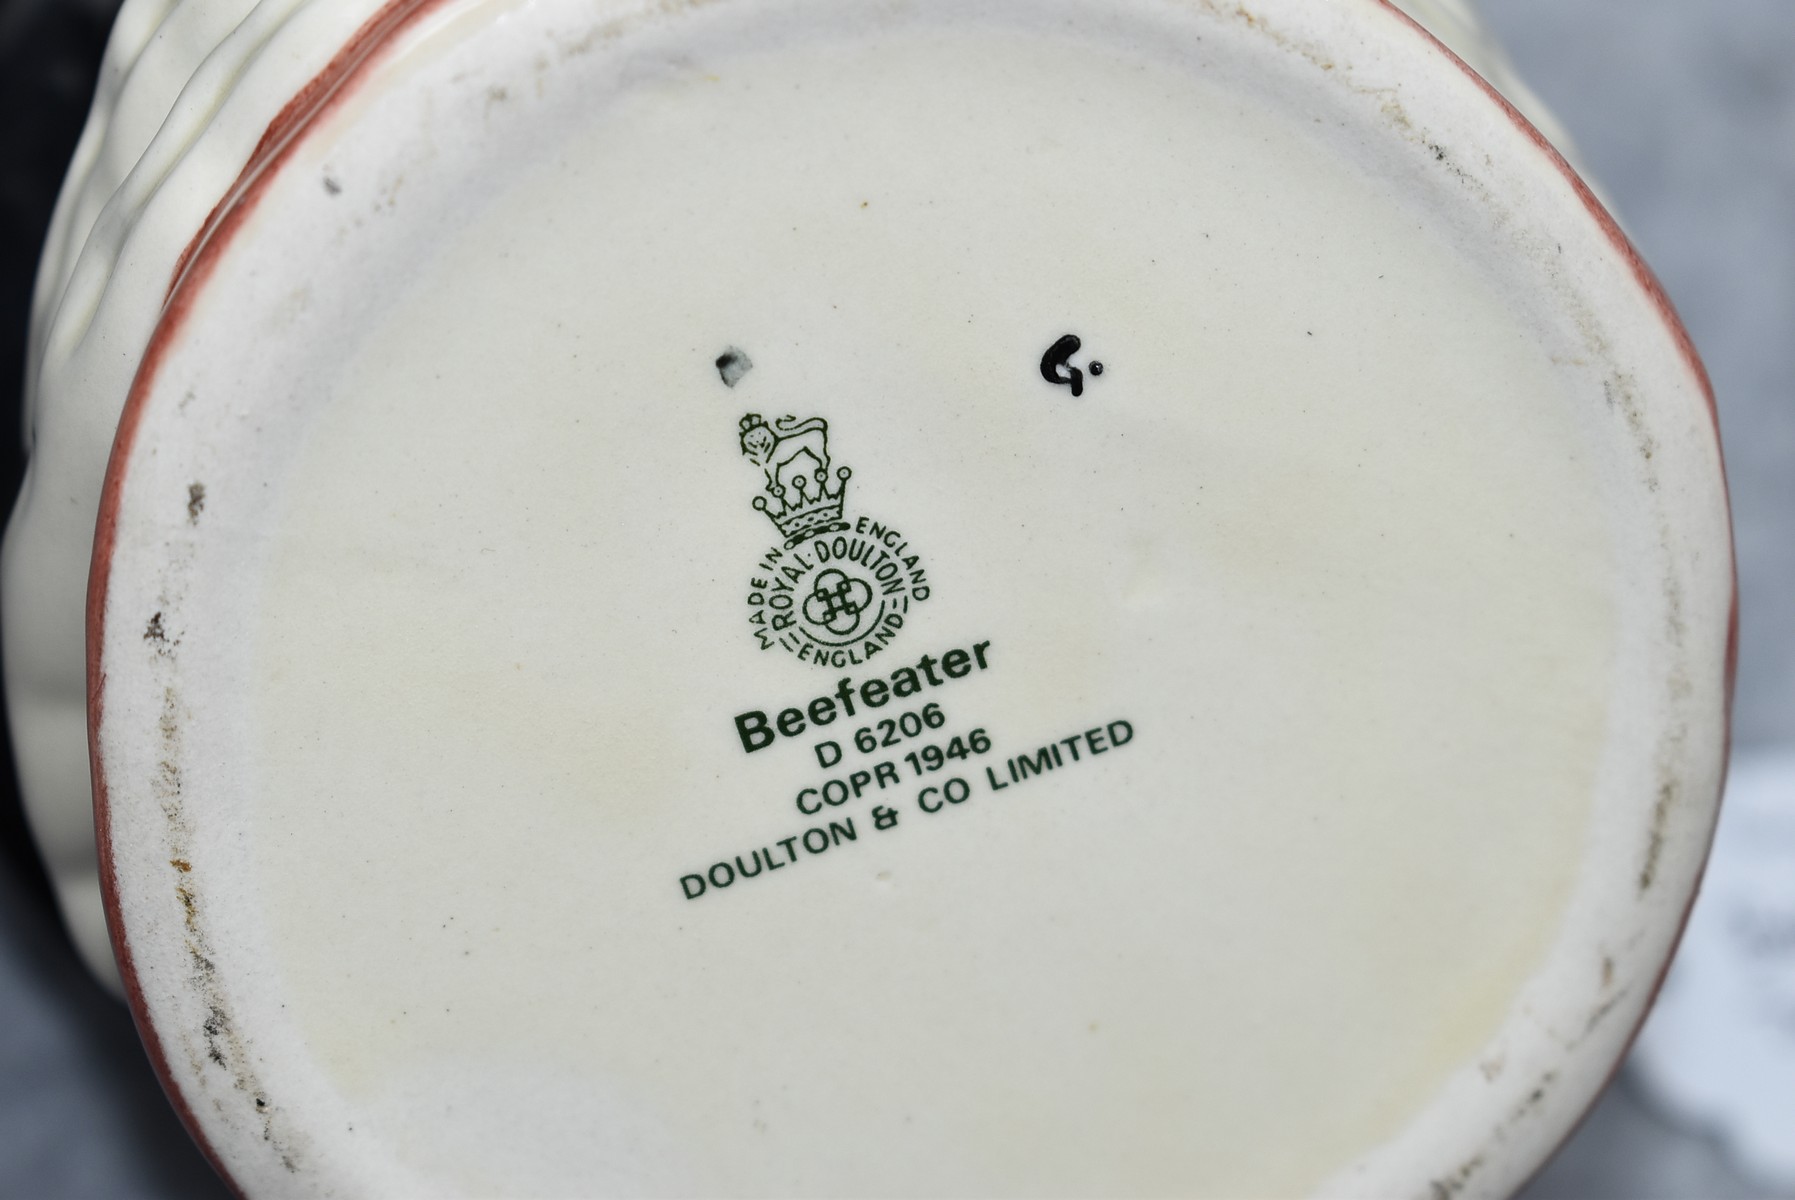 G.
MADE IN ENGLAND
ROYAL · DOULTON
ENGLAND
Beefeater
D 6206
COPR 1946
DOULTON & CO LIMITED